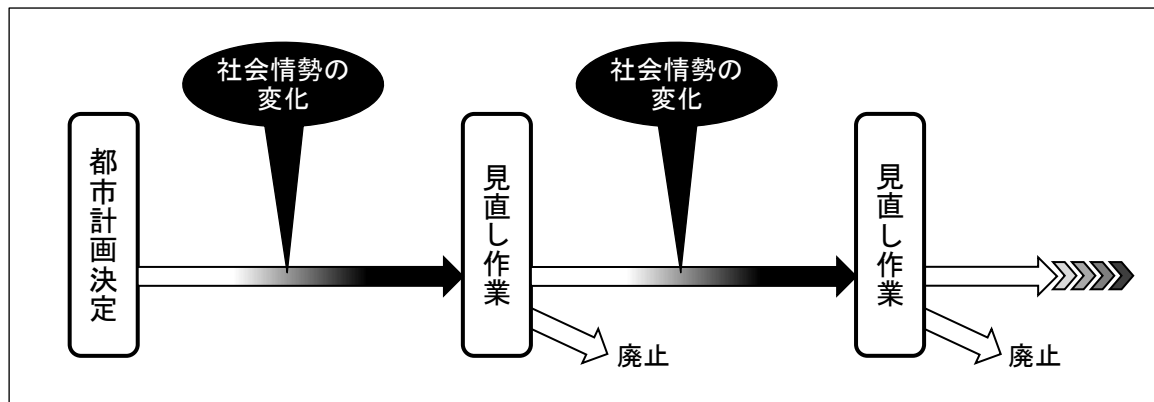 社会情勢の
変化
社会情勢の
変化
都市計画決定
見直し作業
見直し作業
廃止
廃止